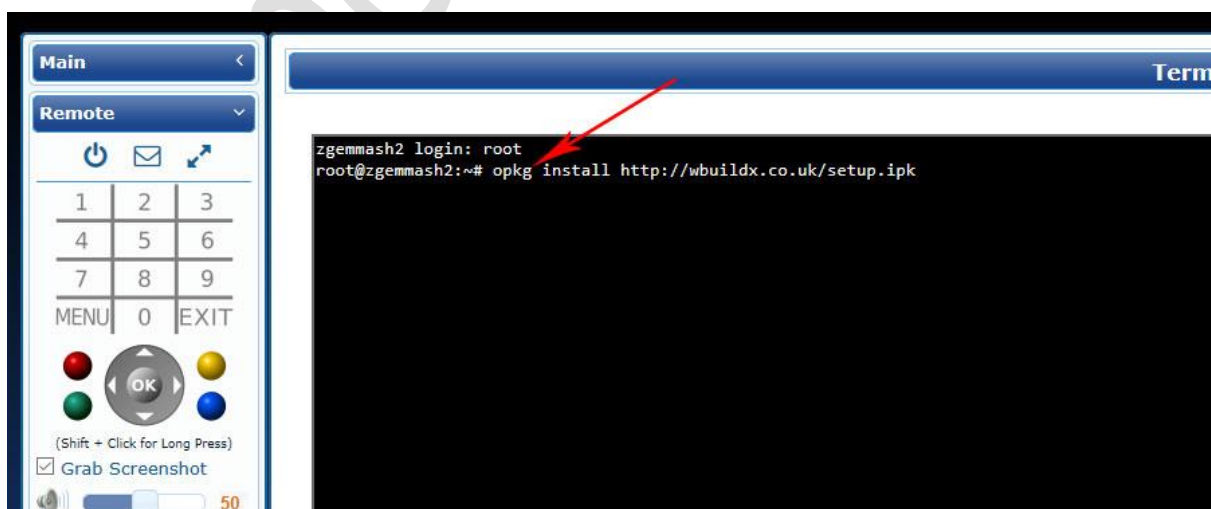 Main
Remote
1 2 3
4 5 6
7 8 9
MENU 0 EXIT
OK
(Shift + Click for Long Press)
Grab Screenshot
50
Term
zgemmash2 login: root
root@zgemmash2:~# opkg install http://wbuildx.co.uk/setup.ipk